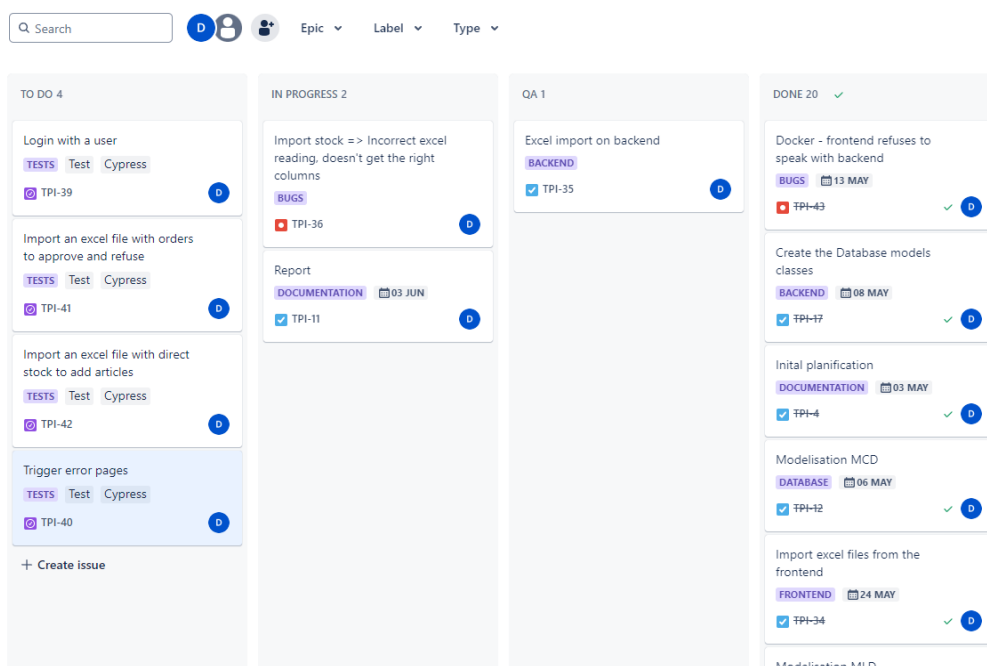 Search
D
Epic
Label
Type
TO DO 4
Login with a user
TESTS Test Cypress
TPI-39 D
Import an excel file with orders
to approve and refuse
TESTS Test Cypress
TPI-41 D
Import an excel file with direct
stock to add articles
TESTS Test Cypress
TPI-42 D
Trigger error pages
TESTS Test Cypress
TPI-40 D
+ Create issue
IN PROGRESS 2
Import stock => Incorrect excel
reading, doesn't get the right
columns
BUGS
TPI-36 D
Report
DOCUMENTATION 03 JUN
TPI-11 D
QA 1
Excel import on backend
BACKEND
TPI-35 D
DONE 20
Docker - frontend refuses to
speak with backend
BUGS 13 MAY
TPI-43 D
Create the Database models
classes
BACKEND 08 MAY
TPI-17 D
Inital planification
DOCUMENTATION 03 MAY
TPI-4 D
Modelisation MCD
DATABASE 06 MAY
TPI-12 D
Import excel files from the
frontend
FRONTEND 24 MAY
TPI-34 D
Modelisation MLD